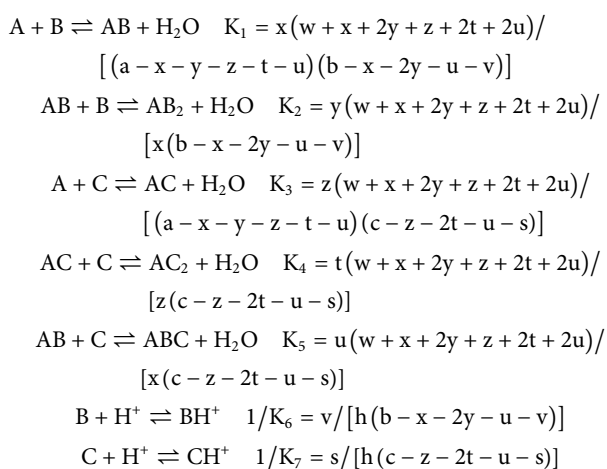 A + B ⇌ AB + H₂O K₁ = x(w + x + 2y + z + 2t + 2u)/
[(a – x – y – z – t – u)(b – x – 2y – u – v)]
AB + B ⇌ AB₂ + H₂O K₂ = y(w + x + 2y + z + 2t + 2u)/
[x(b – x – 2y – u – v)]
A + C ⇌ AC + H₂O K₃ = z(w + x + 2y + z + 2t + 2u)/
[(a – x – y – z – t – u)(c – z – 2t – u – s)]
AC + C ⇌ AC₂ + H₂O K₄ = t(w + x + 2y + z + 2t + 2u)/
[z(c – z – 2t – u – s)]
AB + C ⇌ ABC + H₂O K₅ = u(w + x + 2y + z + 2t + 2u)/
[x(c – z – 2t – u – s)]
B + H⁺ ⇌ BH⁺ 1/K₆ = v/[h(b – x – 2y – u – v)]
C + H⁺ ⇌ CH⁺ 1/K₇ = s/[h(c – z – 2t – u – s)]